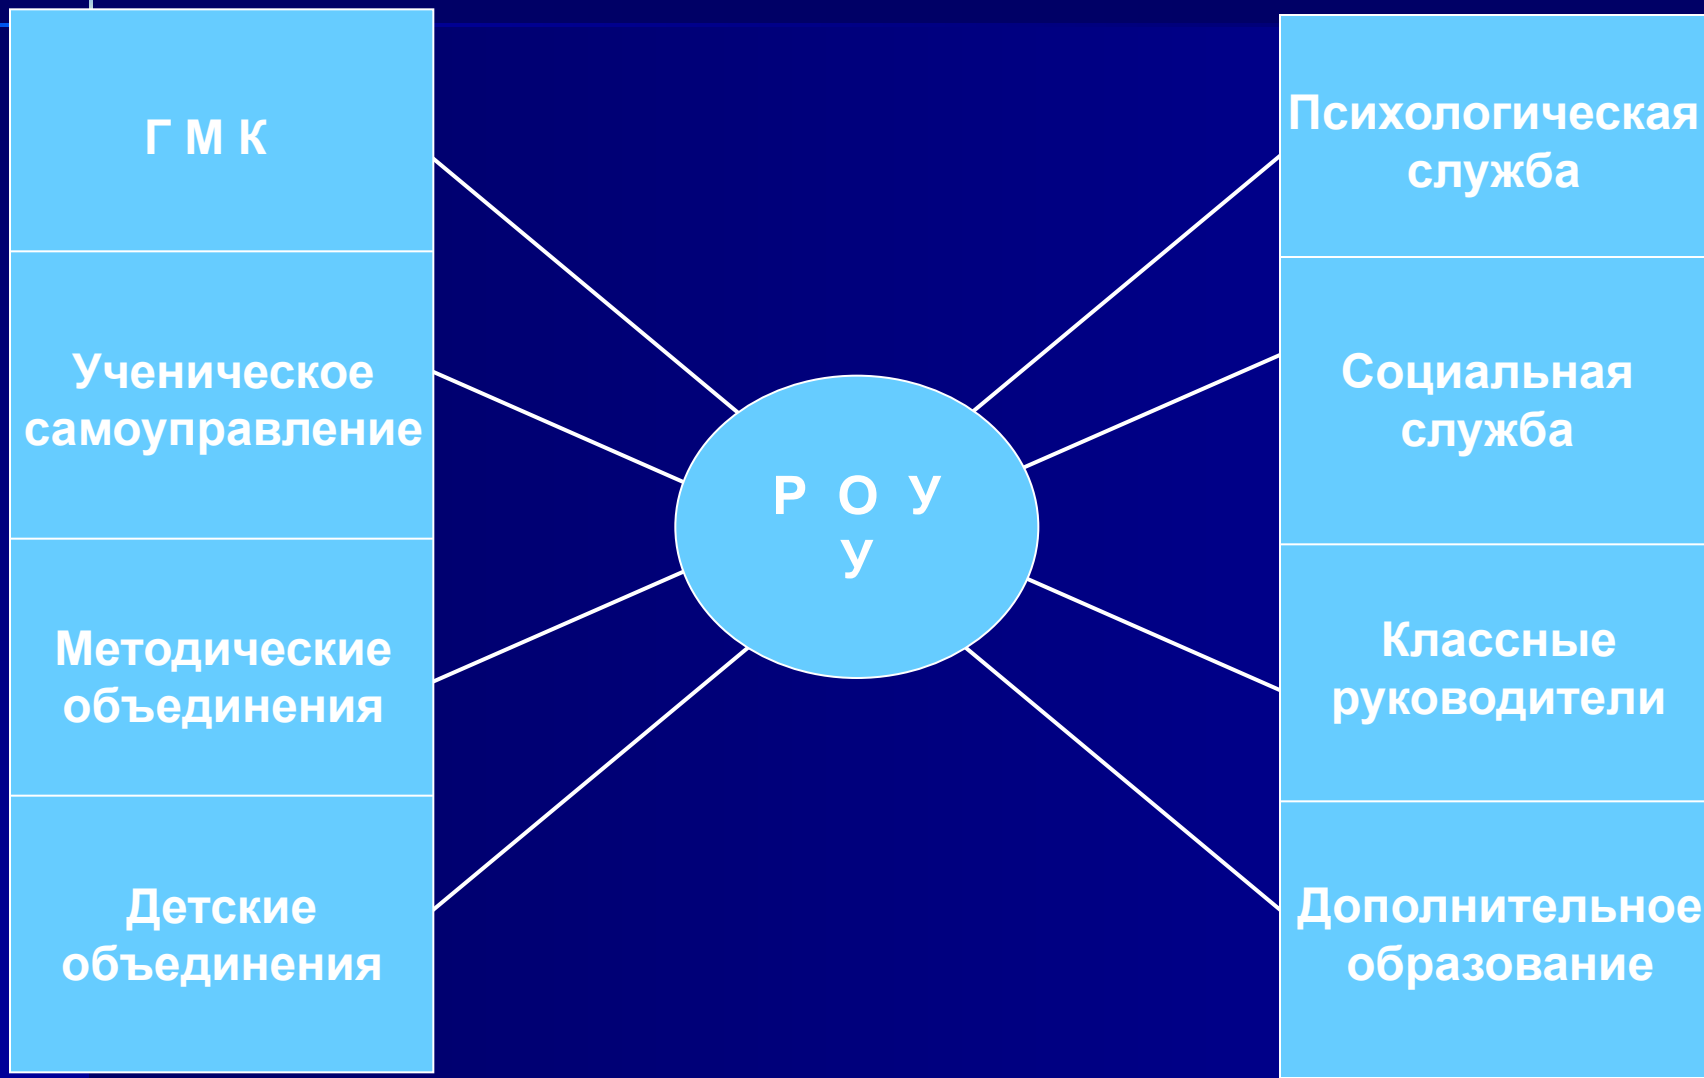 Г М К
Ученическое
самоуправление
Методические
объединения
Детские
объединения
Р О У
У
Психологическая
служба
Социальная
служба
Классные
руководители
Дополнительное
образование